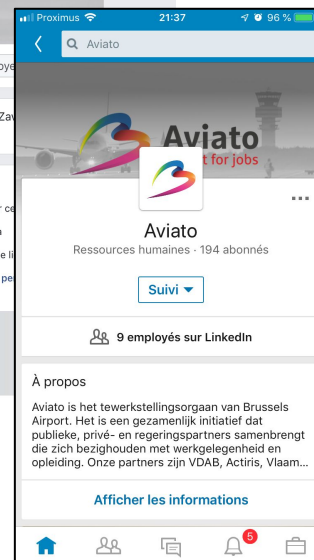 Proximus 21:37 96 %
Aviato
Aviato
t for jobs
Aviato
Ressources humaines · 194 abonnés
Suivi
9 employés sur LinkedIn
À propos
Aviato is het tewerkstellingsorgaan van Brussels
Airport. Het is een gezamenlijk initiatief dat
publieke, privé- en regeringspartners samenbrengt
die zich bezighouden met werkgelegenheid en
opleiding. Onze partners zijn VDAB, Actiris, Vlaam...
Afficher les informations
5